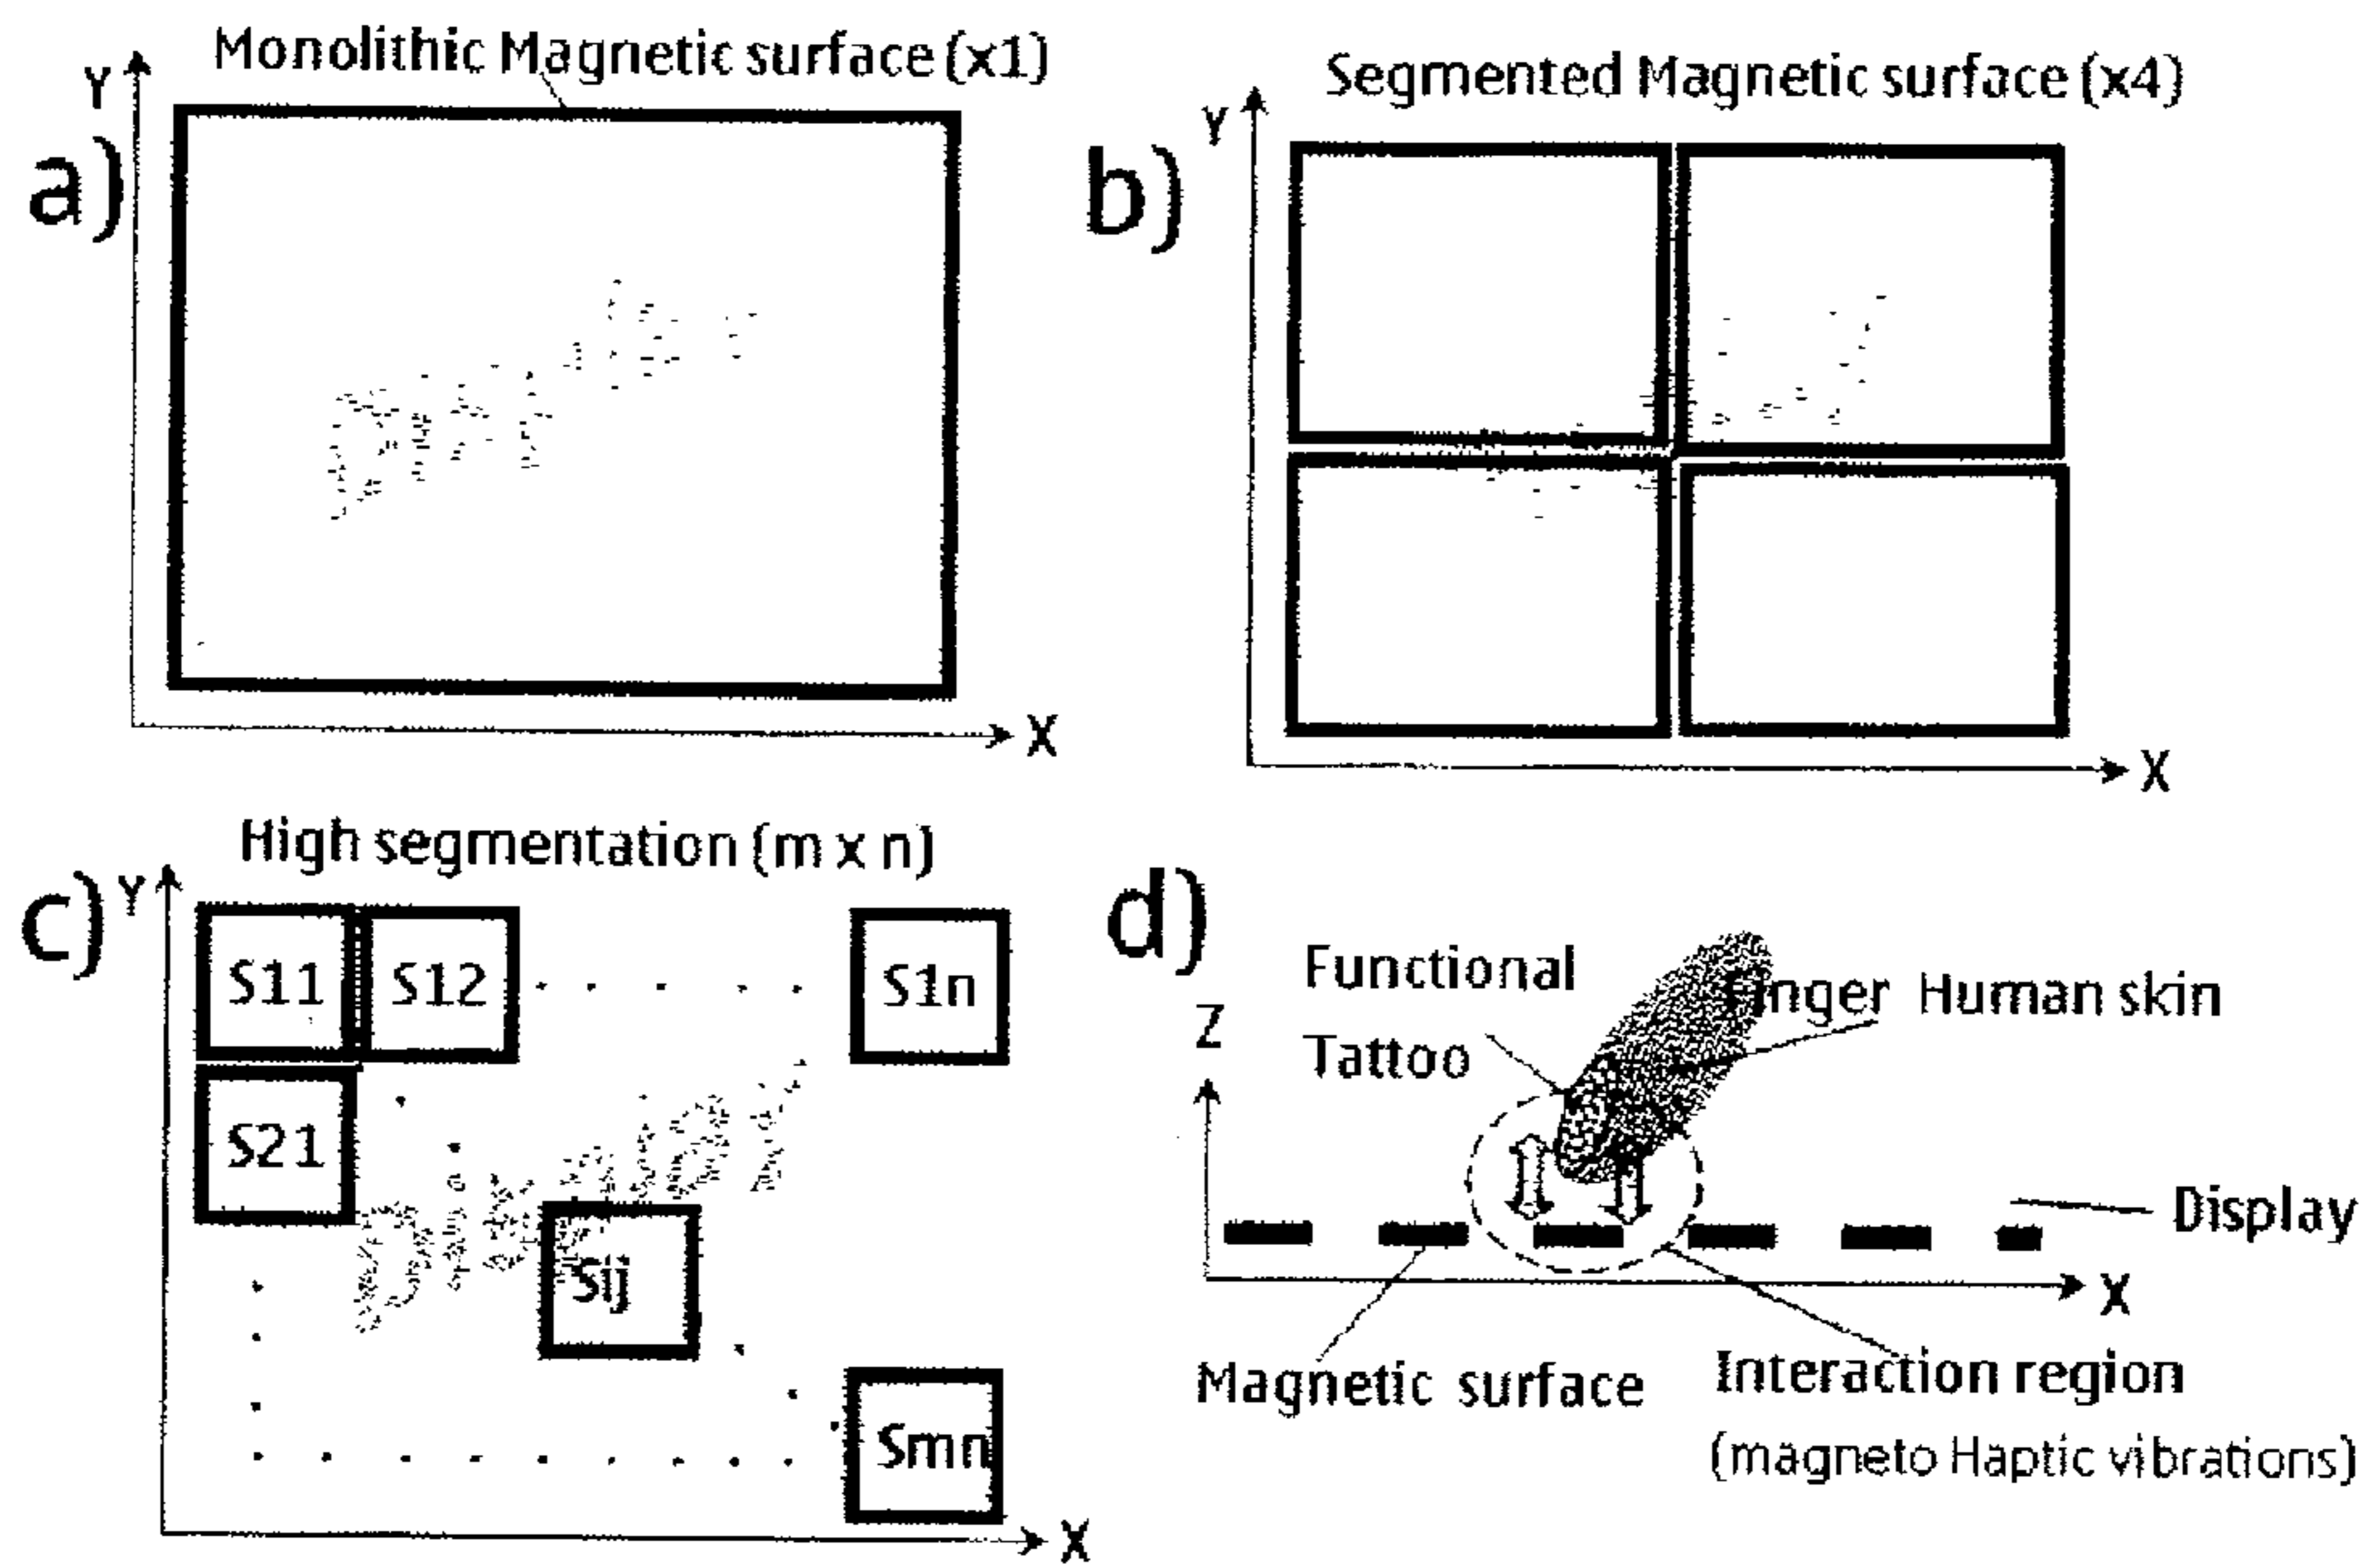 Monolithic Magnetic surface (x1)
Y
a)
X
Segmented Magnetic surface (x4)
Y
b)
X
High segmentation (m x n)
c)
Y
S11
S12
S1n
S21
Display
Sij
Smn
X
d)
Functional
Tattoo
Finger Human skin
Z
Display
X
Magnetic surface
Interaction region
(magneto Haptic vibrations)